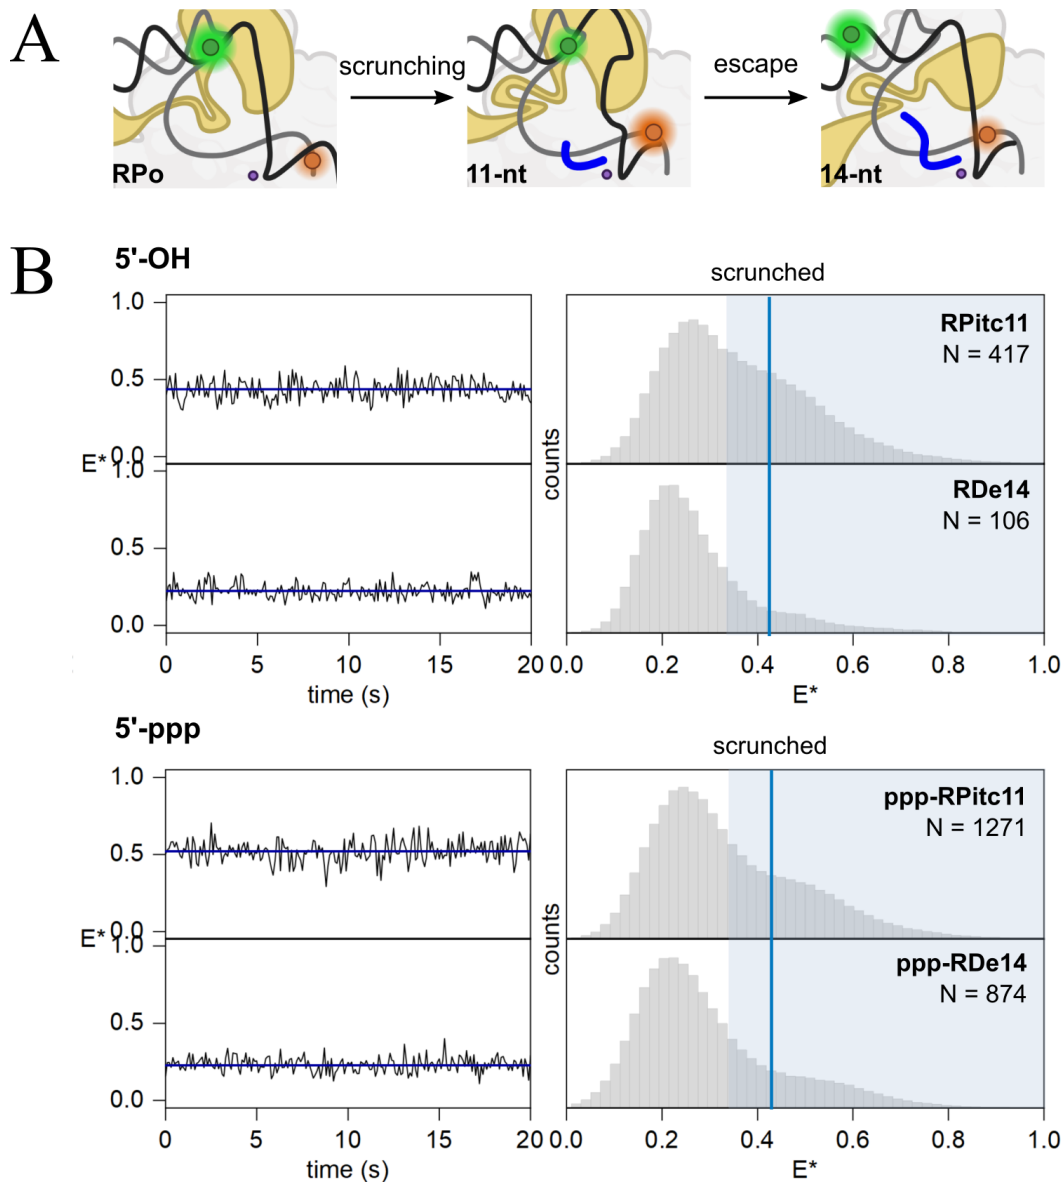 A
scrunching
escape
RPo
11-nt
14-nt
B
5'-OH
scrunched
1.0
0.5
0.0
E*
1.0
0.5
0.0
0 5 10 15 20
time (s)
counts
RPitc11
N = 417
RDe14
N = 106
0.0 0.2 0.4 0.6 0.8 1.0
E*
5'-ppp
scrunched
1.0
0.5
0.0
E*
1.0
0.5
0.0
0 5 10 15 20
time (s)
counts
ppp-RPitc11
N = 1271
ppp-RDe14
N = 874
0.0 0.2 0.4 0.6 0.8 1.0
E*